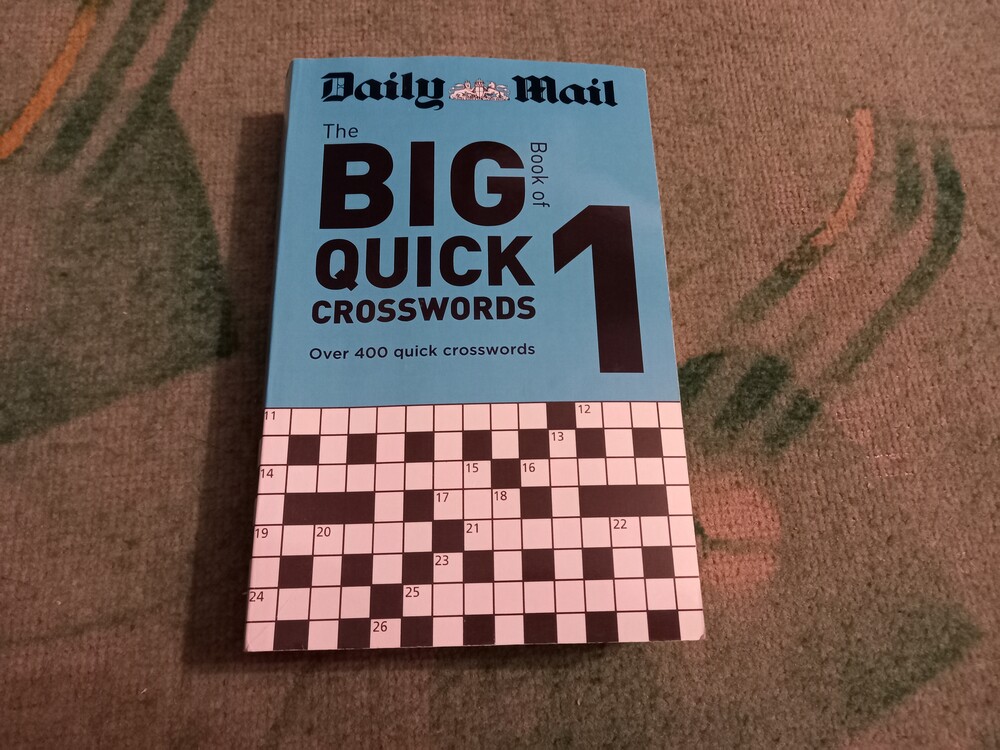 Daily Mail
The
BIG
Book of
QUICK
CROSSWORDS
1
Over 400 quick crosswords
11 12
13
14 15 16
17 18
19 20 21 22
23
24 25
26